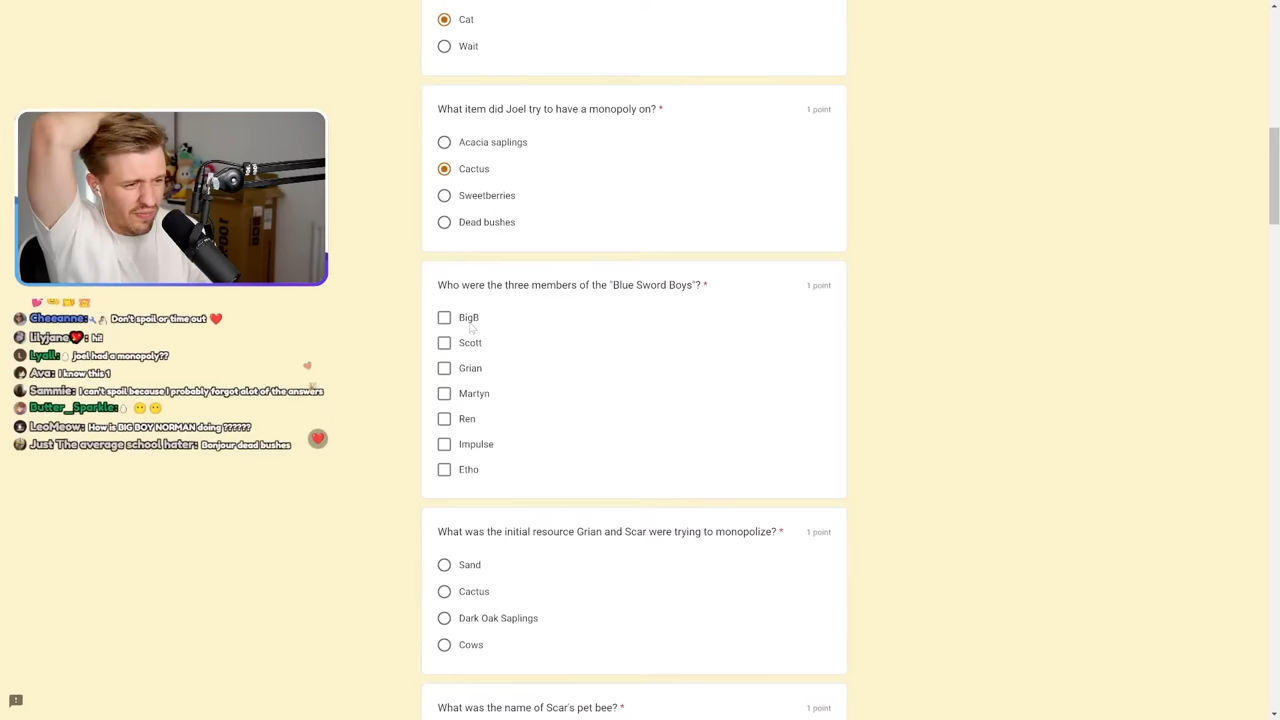 Cat
Wait
What item did Joel try to have a monopoly on? *
1 point
Acacia saplings
Cactus
Sweetberries
Dead bushes
Who were the three members of the "Blue Sword Boys"? *
1 point
BigB
Scott
Grian
Martyn
Ren
Impulse
Etho
What was the initial resource Grian and Scar were trying to monopolize? *
1 point
Sand
Cactus
Dark Oak Saplings
Cows
What was the name of Scar's pet bee? *
1 point
Cheeanne: Don't spoil or time out
lilyjane: hi!
Lyall: joel had a monopoly??
Ava: I know this 1
Sammie: I can't spoil because I probably forgot alot of the answers
Butter_Sparkle:
LeoMeow: How is BIG BOY NORMAN doing ??????
Just The average school hater: Bonjour dead bushes